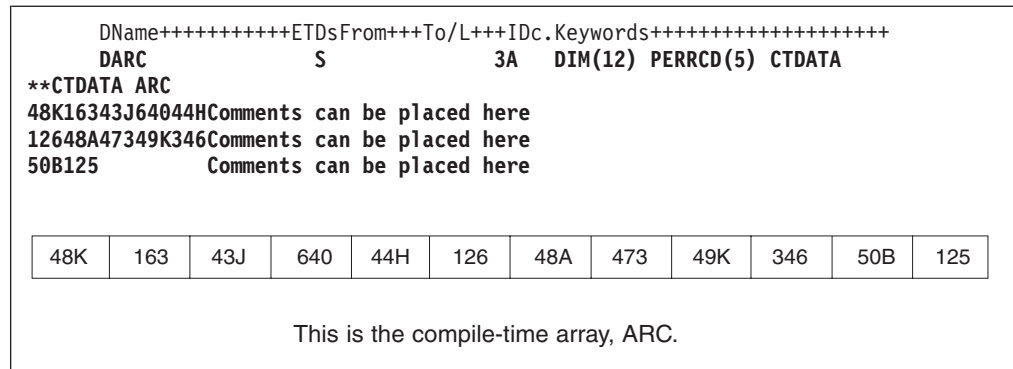 DName+++++++++++ETDsFrom+++To/L+++IDc.Keywords++++++++++++++++++++
DARC S 3A DIM(12) PERRCD(5) CTDATA
**CTDATA ARC
48K16343J64044HComments can be placed here
12648A47349K346Comments can be placed here
50B125 Comments can be placed here
48K 163 43J 640 44H 126 48A 473 49K 346 50B 125
This is the compile-time array, ARC.